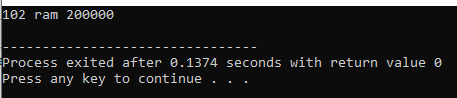 102 ram 200000
--------------------------------
Process exited after 0.1374 seconds with return value 0
Press any key to continue . . .